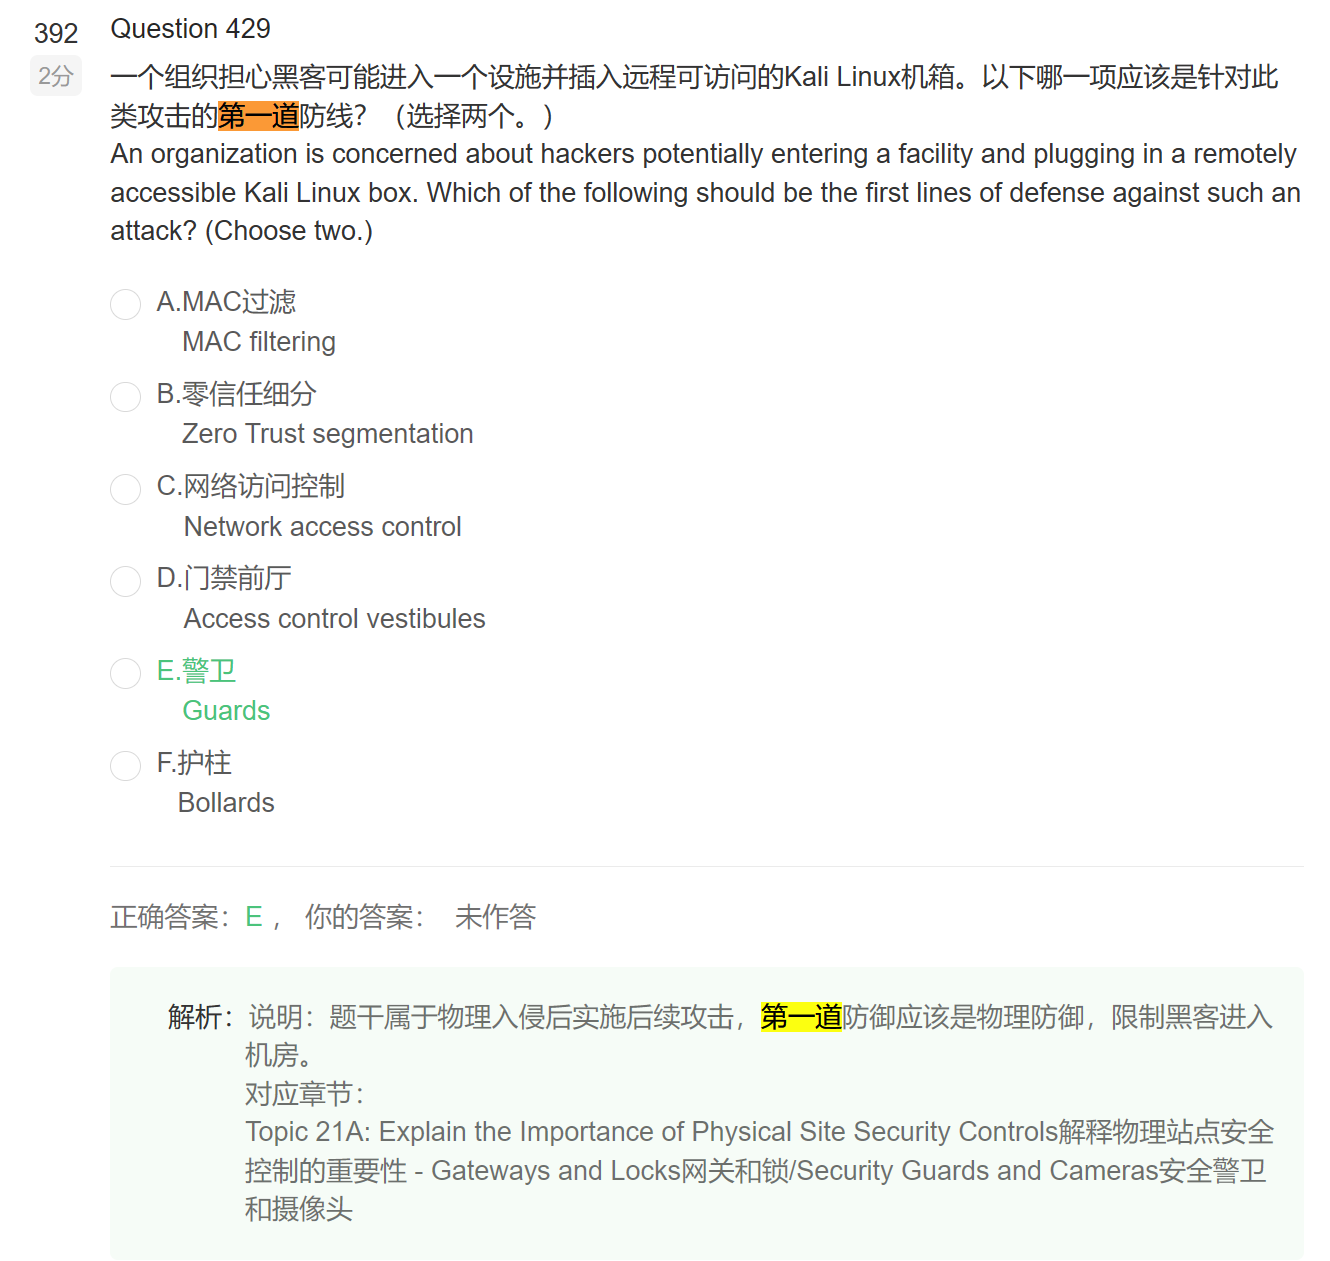 392
Question 429
2分
一个组织担心黑客可能进入一个设施并插入远程可访问的Kali Linux机箱。以下哪一项应该是针对此
类攻击的第一道防线？（选择两个。）
An organization is concerned about hackers potentially entering a facility and plugging in a remotely
accessible Kali Linux box. Which of the following should be the first lines of defense against such an
attack? (Choose two.)
A.MAC过滤
MAC filtering
B.零信任细分
Zero Trust segmentation
C.网络访问控制
Network access control
D.门禁前厅
Access control vestibules
E.警卫
Guards
F.护柱
Bollards
正确答案：E， 你的答案： 未作答
解析：说明：题干属于物理入侵后实施后续攻击，第一道防御应该是物理防御，限制黑客进入
机房。
对应章节：
Topic 21A: Explain the Importance of Physical Site Security Controls解释物理站点安全
控制的重要性 - Gateways and Locks网关和锁/Security Guards and Cameras安全警卫
和摄像头